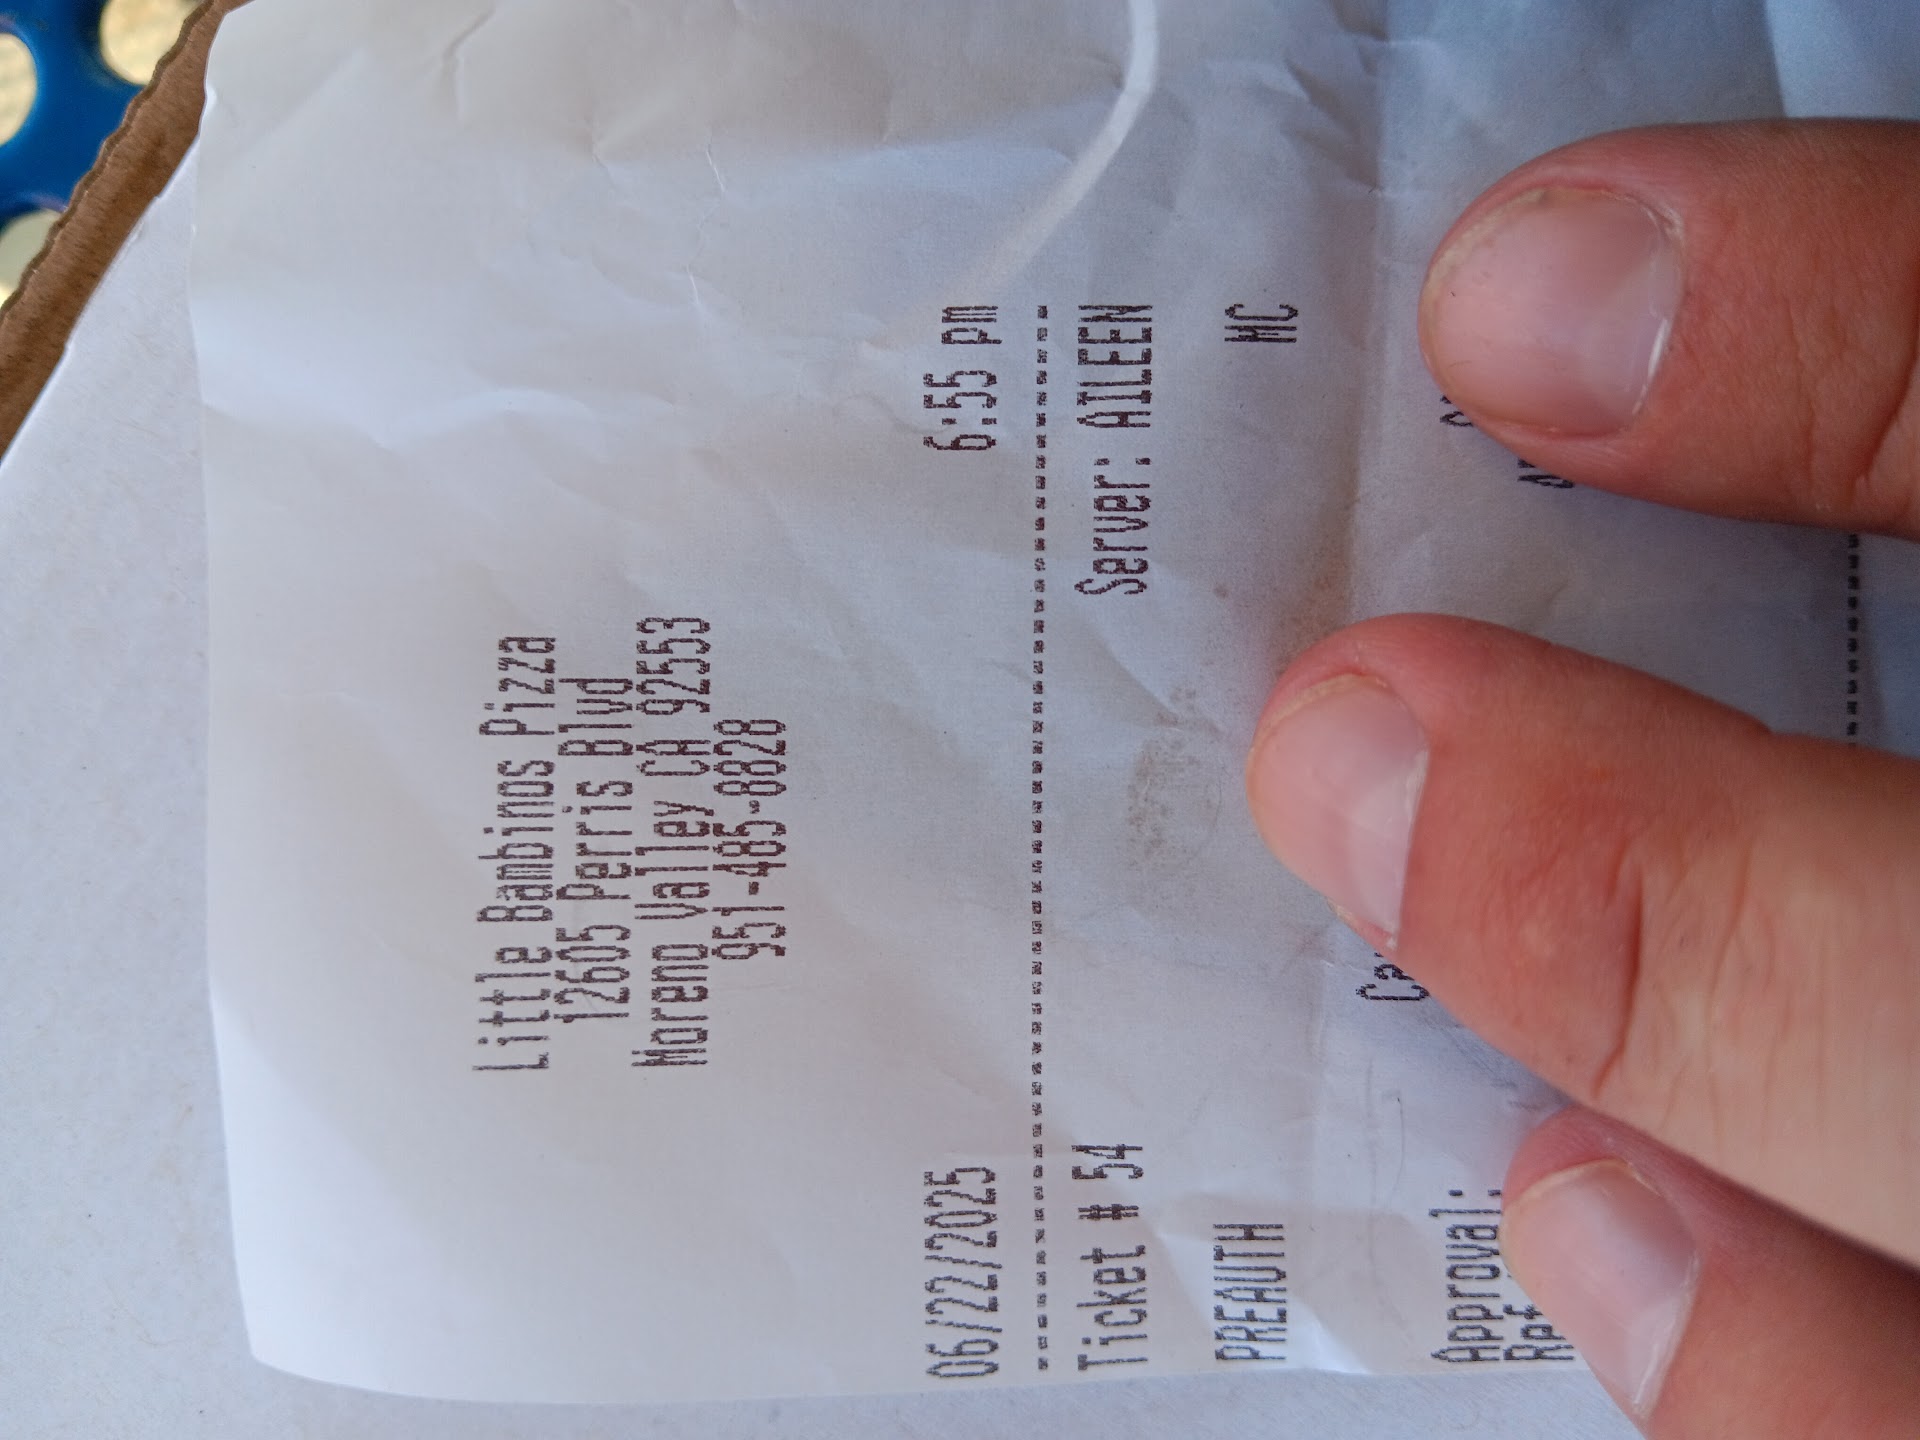 Little Bambinos Pizza
12605 Perris Blvd
Moreno Valley CA 92553
951-485-8828
06/22/2025 6:55 pm
Ticket # 54 Server: AILEEN
PREAUTH MC
Approval: